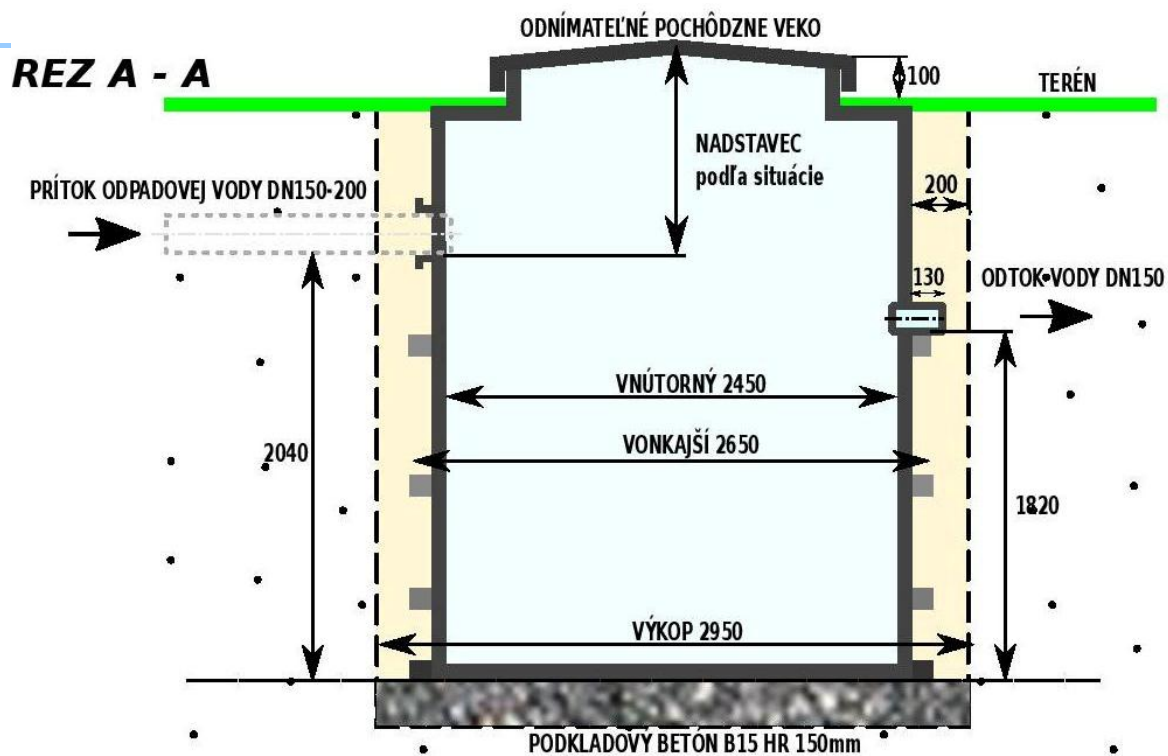 ODNÍMATEĽNÉ POCHÔDZNE VEKO
REZ A - A
100
TERÉN
NADSTAVEC
podľa situácie
PRÍTOK ODPADOVEJ VODY DN150-200
200
130
ODTOK VODY DN150
VNÚTORNÝ 2450
VONKAJŠÍ 2650
2040
1820
VÝKOP 2950
PODKLADOVÝ BETÓN B15 HR 150mm